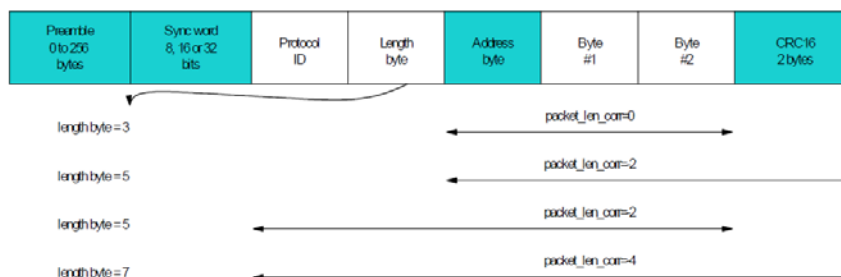 Preamble
0 to 256
bytes
Sync word
8, 16 or 32
bits
Protocol
ID
Length
byte
Address
byte
Byte
#1
Byte
#2
CRC16
2 bytes
length byte = 3
packet_len_corr=0
length byte = 5
packet_len_corr=-2
length byte = 5
packet_len_corr=-2
length byte = 7
packet_len_corr=-4